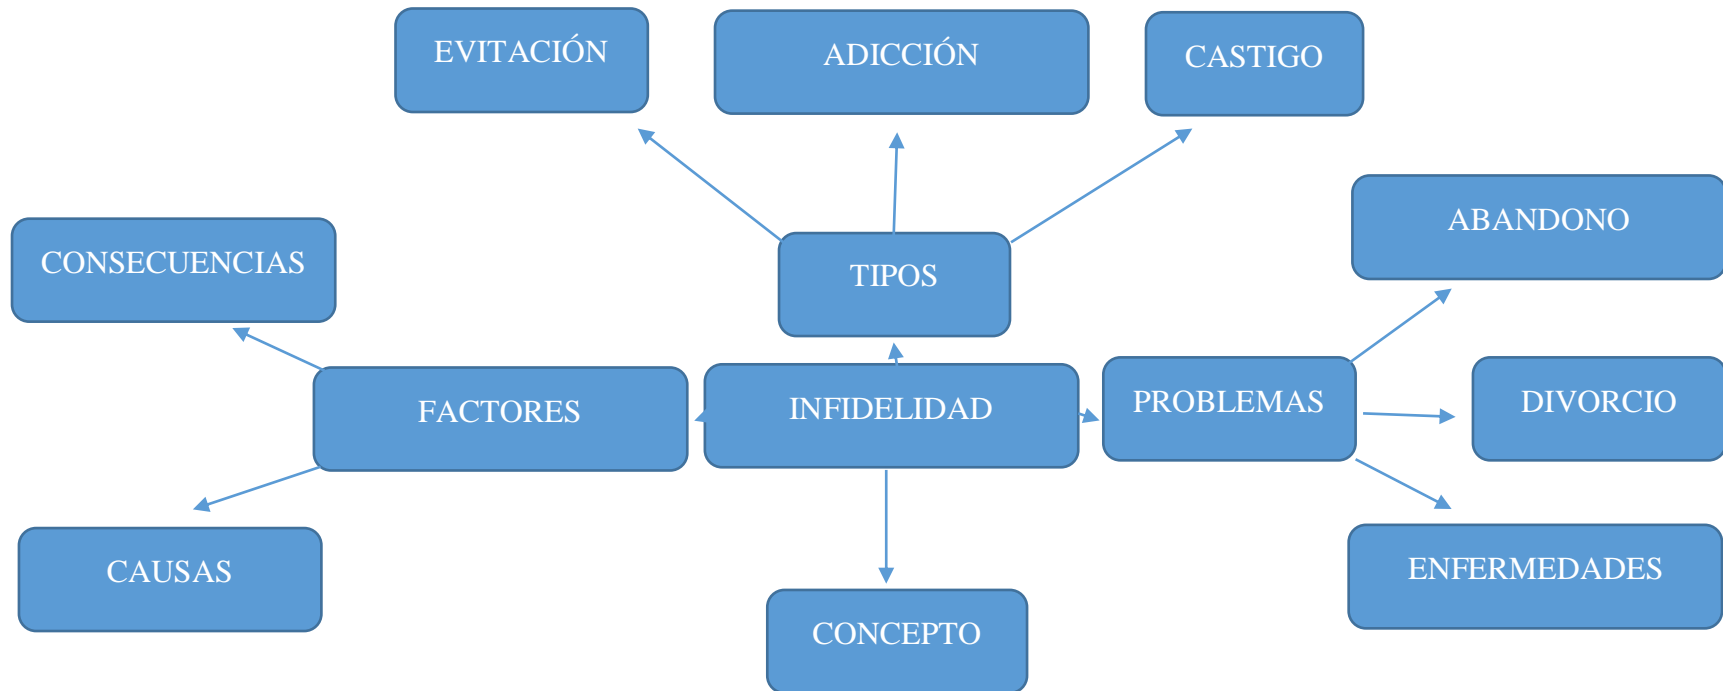 EVITACIÓN
ADICCIÓN
CASTIGO
ABANDONO
CONSECUENCIAS
TIPOS
FACTORES
INFIDELIDAD
PROBLEMAS
DIVORCIO
CAUSAS
ENFERMEDADES
CONCEPTO